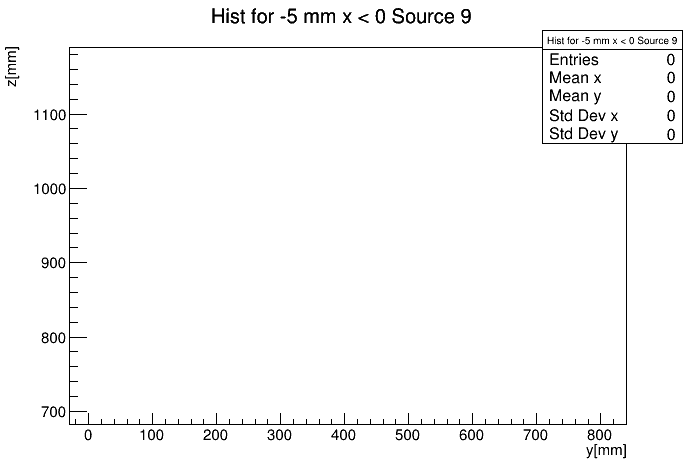 Hist for -5 mm x < 0 Source 9
z[mm]
Hist for -5 mm x < 0 Source 9
Entries 0
Mean x 0
Mean y 0
Std Dev x 0
Std Dev y 0
1100
1000
900
800
700
0 100 200 300 400 500 600 700 800
y[mm]